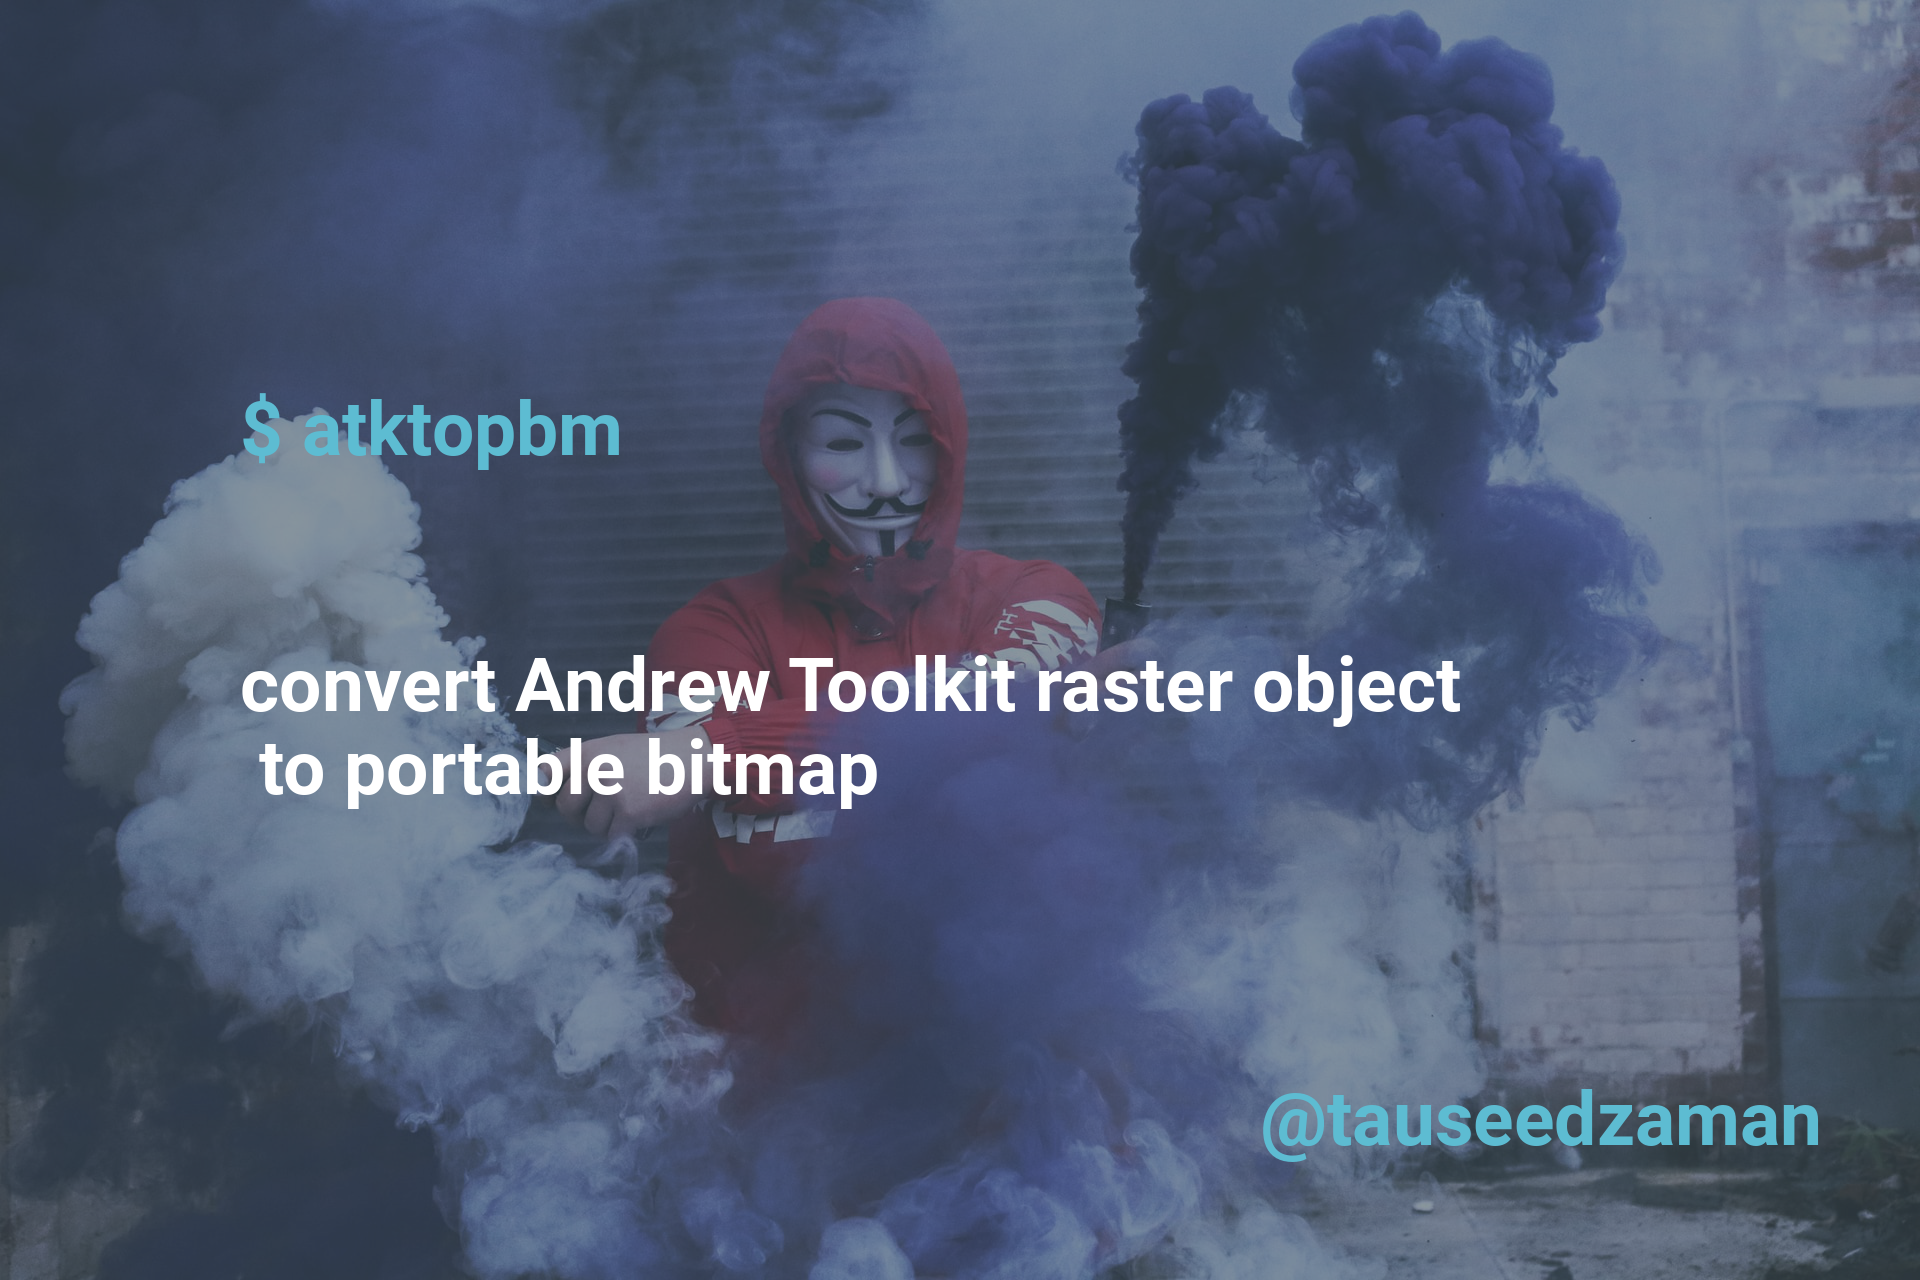 $ atktopbm
convert Andrew Toolkit raster object
to portable bitmap
@tauseedzaman